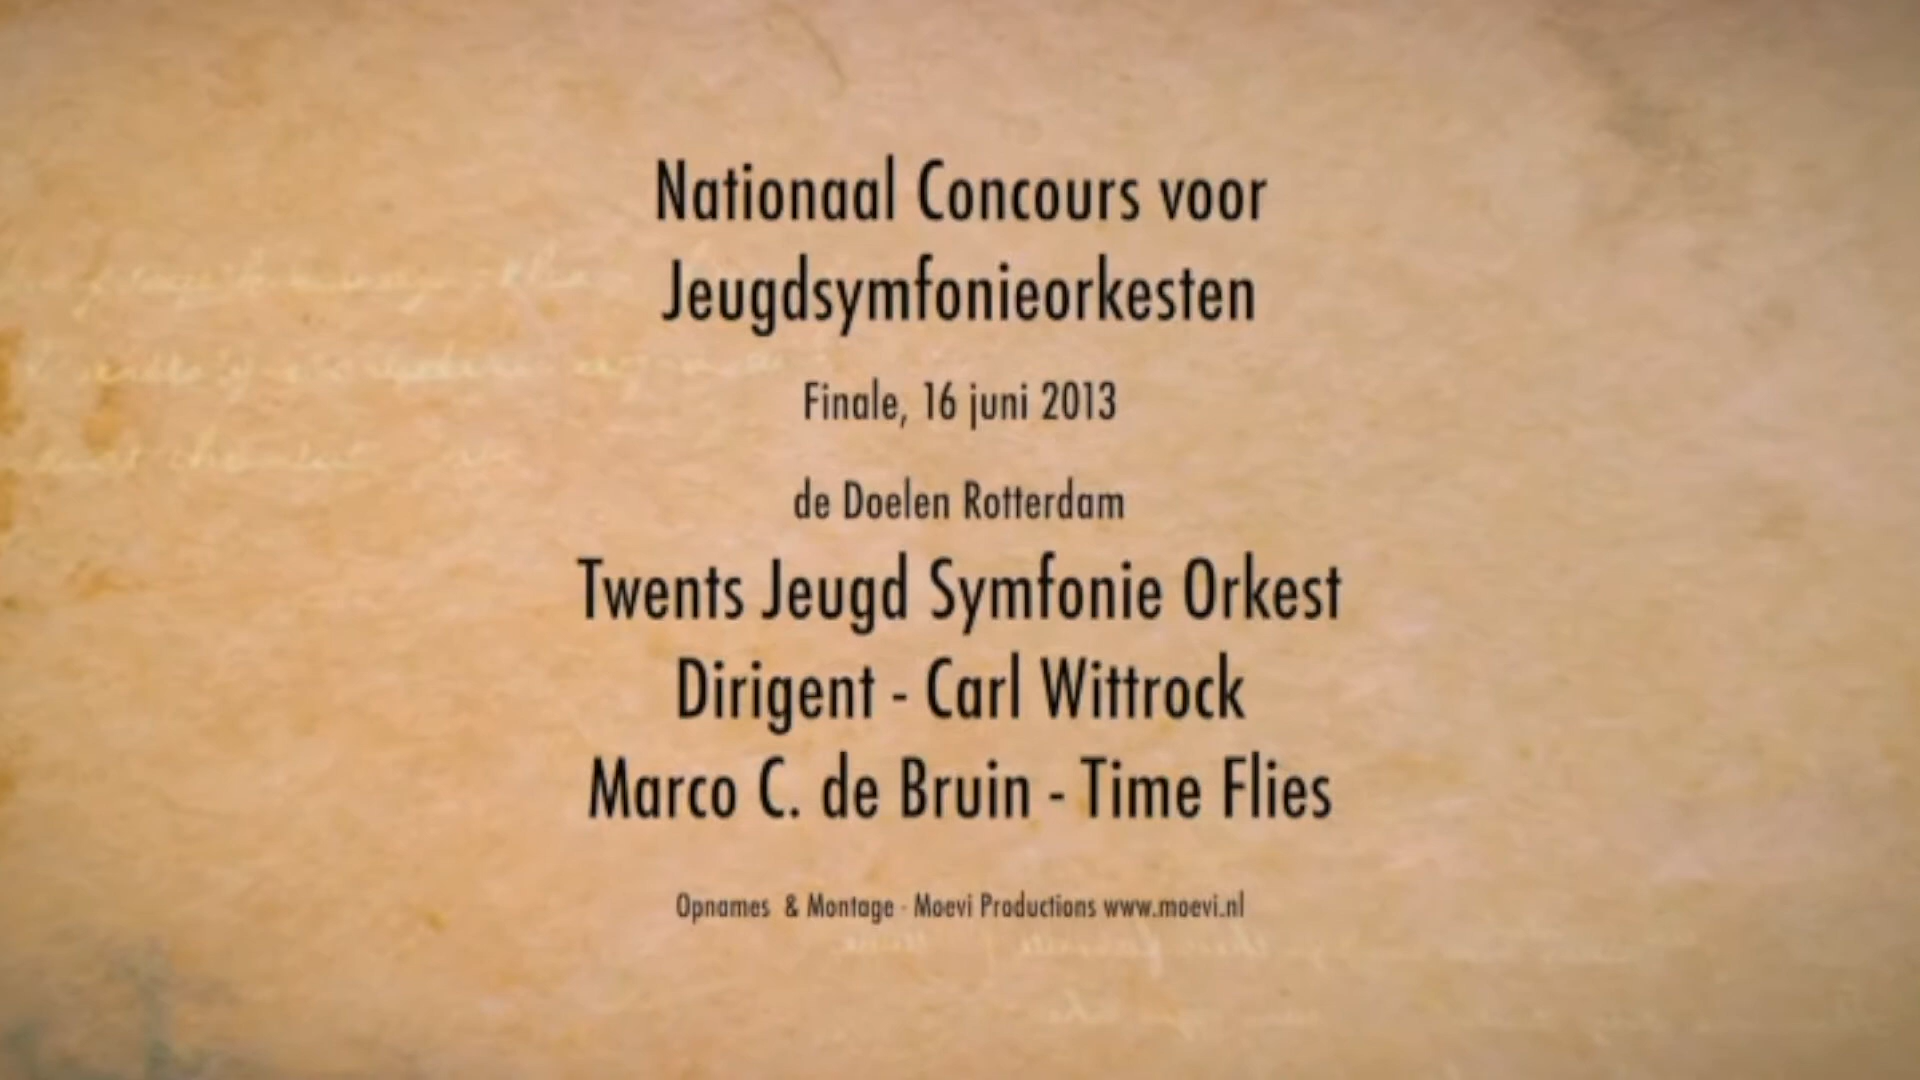 Nationaal Concours voor
Jeugdsymfonieorkesten
Finale, 16 juni 2013
de Doelen Rotterdam
Twents Jeugd Symfonie Orkest
Dirigent - Carl Wittrock
Marco C. de Bruin - Time Flies
Opnames & Montage - Moevi Productions www.moevi.nl